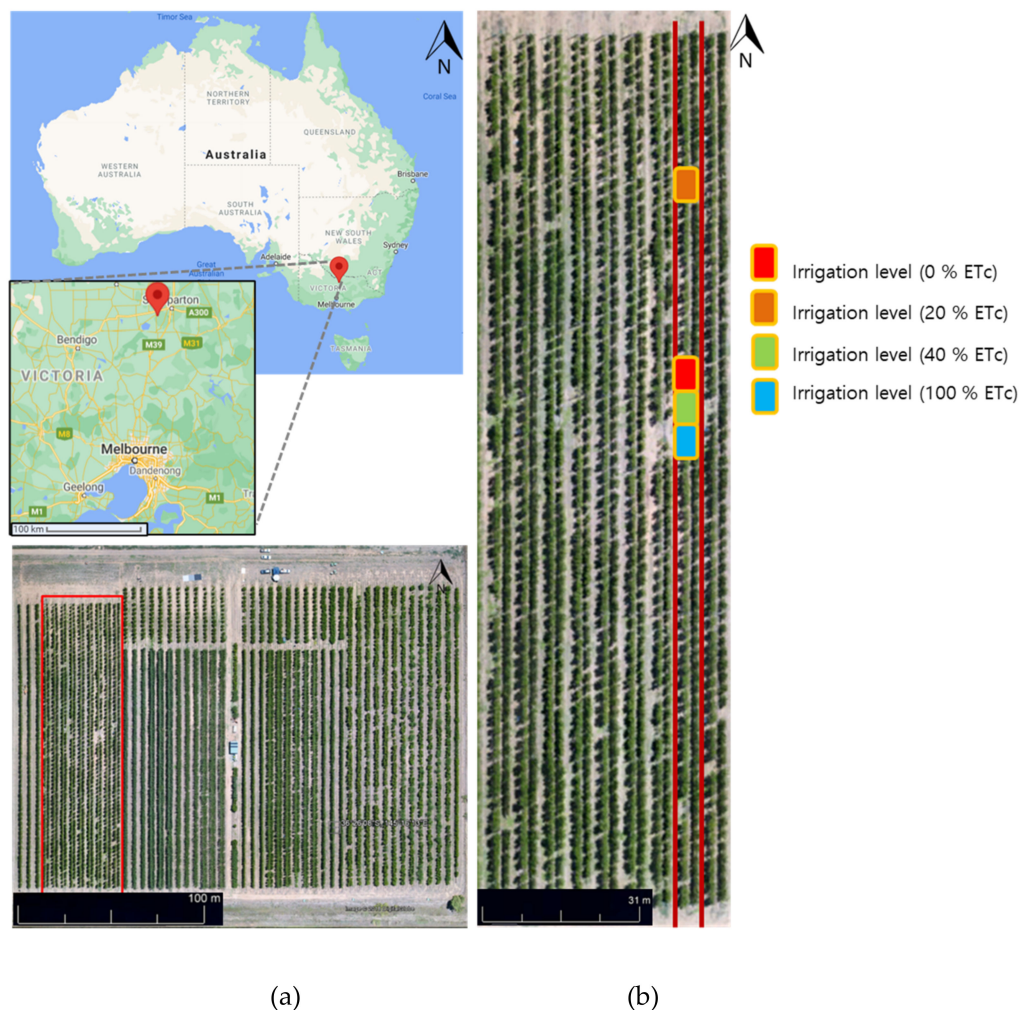 Timor Sea
N
Coral Sea
NORTHERN
TERRITORY
QUEENSLAND
Australia
WESTERN
AUSTRALIA
Brisbane
SOUTH
AUSTRALIA
NEW SOUTH
WALES
Sydney
Adelaide
Great
Australian
ACT
VICTORIA
Melbourne
TASMANIA
A300
Bendigo
M39
M31
VICTORIA
M8
Melbourne
Dandenong
Geelong
M1
M1
100 km
N
100 m
N
31 m
Irrigation level (0 % ETc)
Irrigation level (20 % ETc)
Irrigation level (40 % ETc)
Irrigation level (100 % ETc)
(a)
(b)